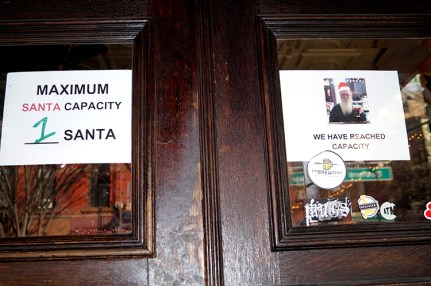 MAXIMUM
SANTA CAPACITY
1 SANTA
WE HAVE REACHED
CAPACITY